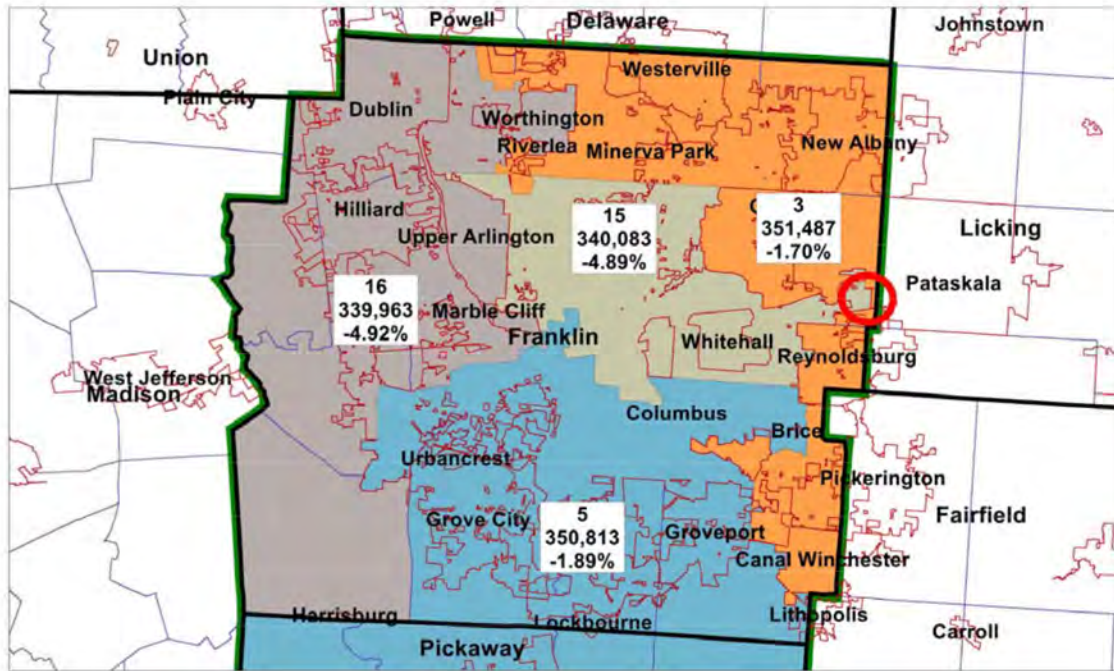 Powell
Delaware
Johnstown
Union
Westerville
Plain City
Dublin
Worthington
Riverlea
Minerva Park
New Albany
Hilliard
15
340,083
-4.89%
3
351,487
-1.70%
Upper Arlington
Licking
16
339,963
-4.92%
Pataskala
Marble Cliff
Franklin
Whitehall
Reynoldsburg
West Jefferson
Madison
Columbus
Brice
Urbancrest
Pickerington
Grove City
5
350,813
-1.89%
Groveport
Fairfield
Canal Winchester
Harrisburg
Lockbourne
Lithopolis
Carroll
Pickaway